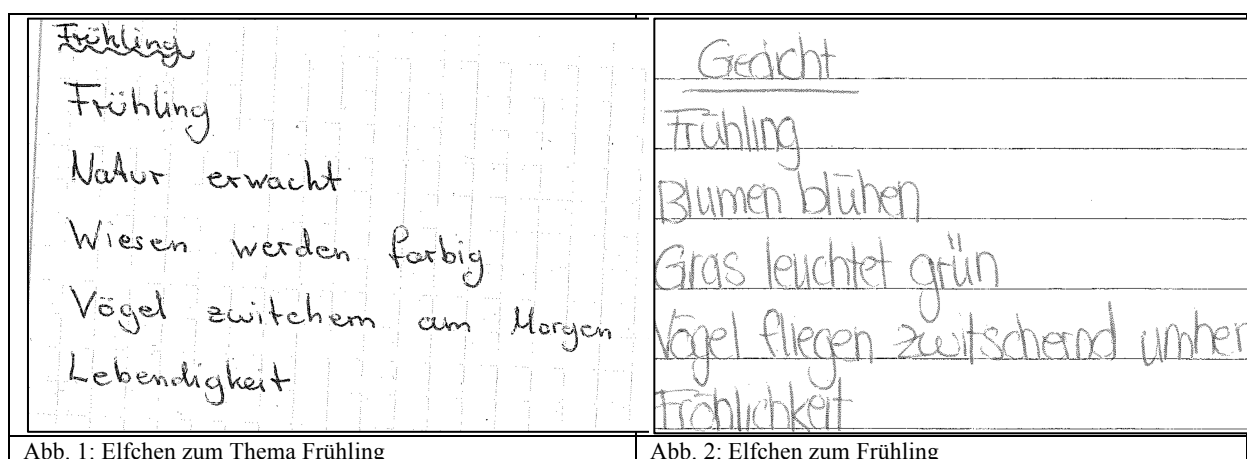 Frühling
Frühling
Natur erwacht
Wiesen werden farbig
Vögel zwitchern am Morgen
Lebendigkeit
Abb. 1: Elfchen zum Thema Frühling
Gedicht
Frühling
Blumen blühen
Gras leuchtet grün
Vögel fliegen zwitschernd umher
Fröhlichkeit
Abb. 2: Elfchen zum Frühling